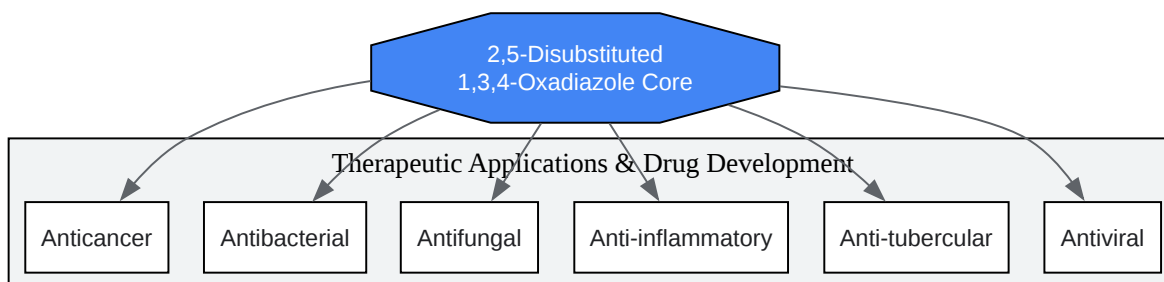 2,5-Disubstituted
1,3,4-Oxadiazole Core
Therapeutic Applications & Drug Development
Anticancer
Antibacterial
Antifungal
Anti-inflammatory
Anti-tubercular
Antiviral